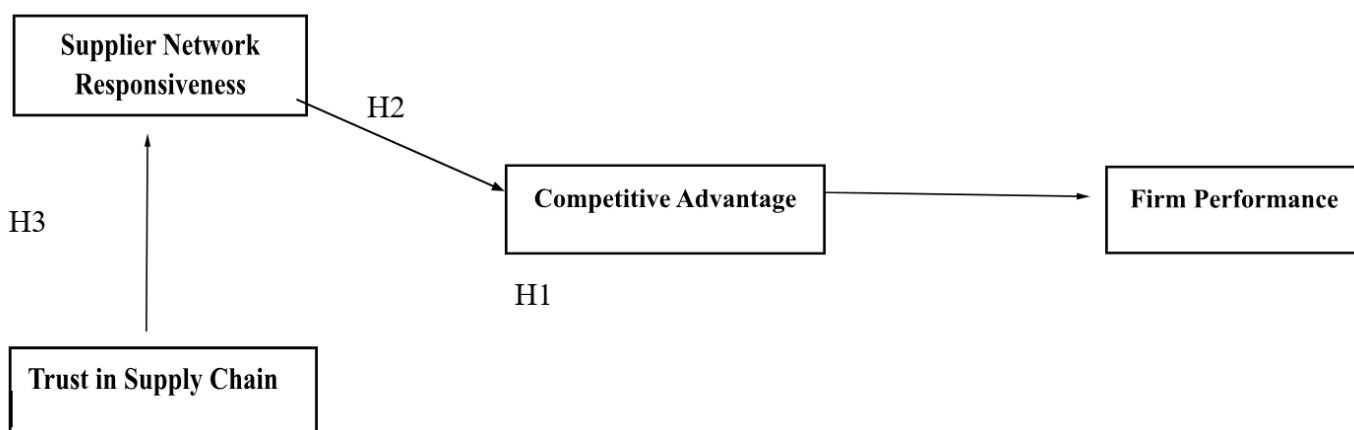 Supplier Network
Responsiveness
H2
Competitive Advantage
Firm Performance
H3
H1
Trust in Supply Chain